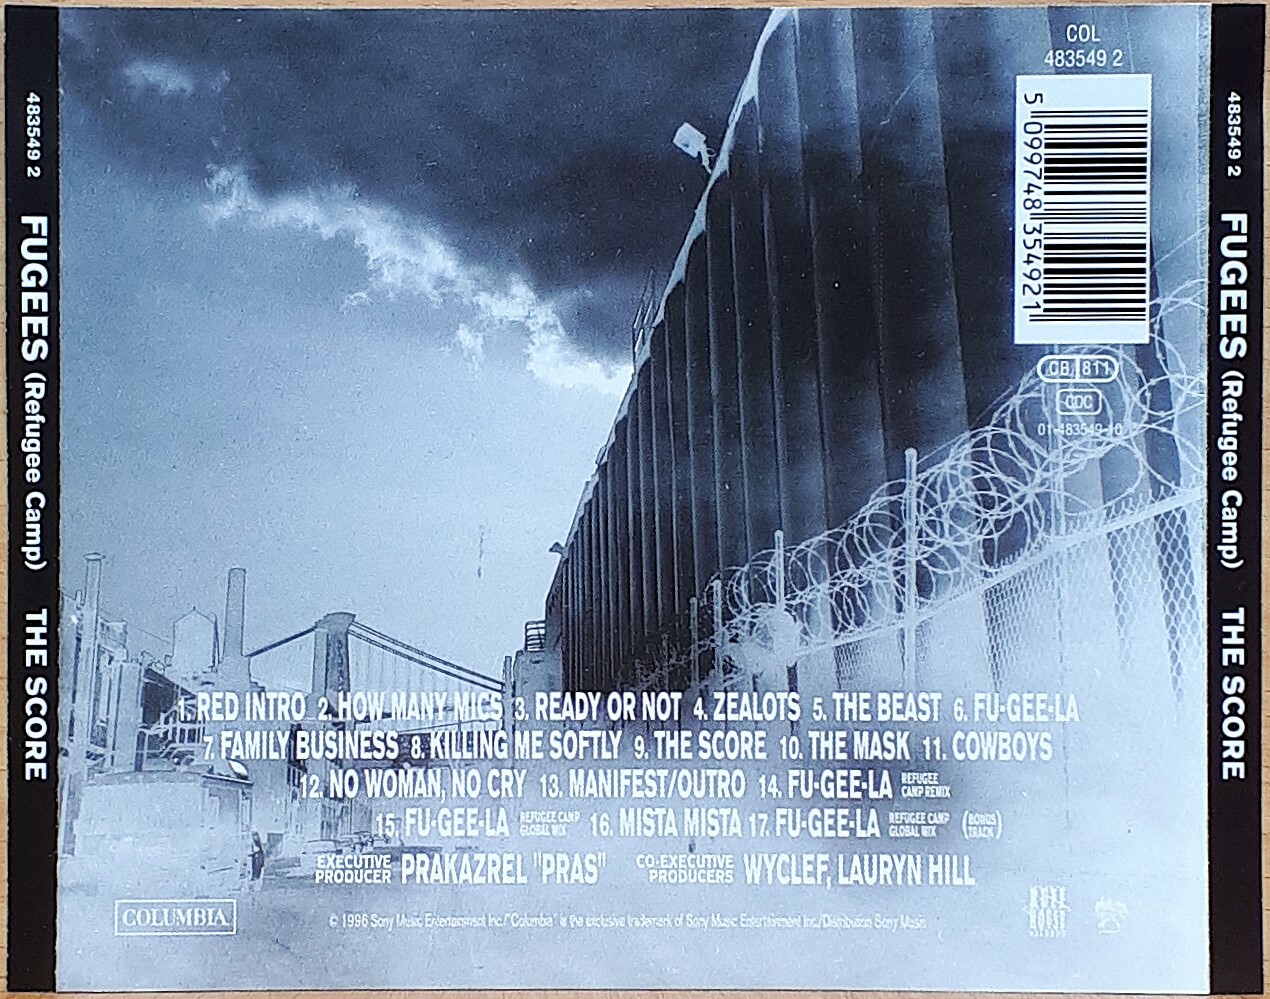 483549 2 FUGEES (Refugee Camp) THE SCORE
COL
483549 2
5 099748 354921
CB 811
CDC
01-483549-10
1. RED INTRO 2. HOW MANY MICS 3. READY OR NOT 4. ZEALOTS 5. THE BEAST 6. FU-GEE-LA
7. FAMILY BUSINESS 8. KILLING ME SOFTLY 9. THE SCORE 10. THE MASK 11. COWBOYS
12. NO WOMAN, NO CRY 13. MANIFEST/OUTRO 14. FU-GEE-LA REFUGEE CAMP REMIX
15. FU-GEE-LA REFUGEE CAMP GLOBAL MIX 16. MISTA MISTA 17. FU-GEE-LA REFUGEE CAMP GLOBAL MIX (BONUS TRACK)
EXECUTIVE PRODUCER PRAKAZREL "PRAS" CO-EXECUTIVE PRODUCERS WYCLEF, LAURYN HILL
COLUMBIA
© 1996 Sony Music Entertainment Inc./"Columbia" is the exclusive trademark of Sony Music Entertainment Inc./Distribution Sony Music
483549 2 FUGEES (Refugee Camp) THE SCORE